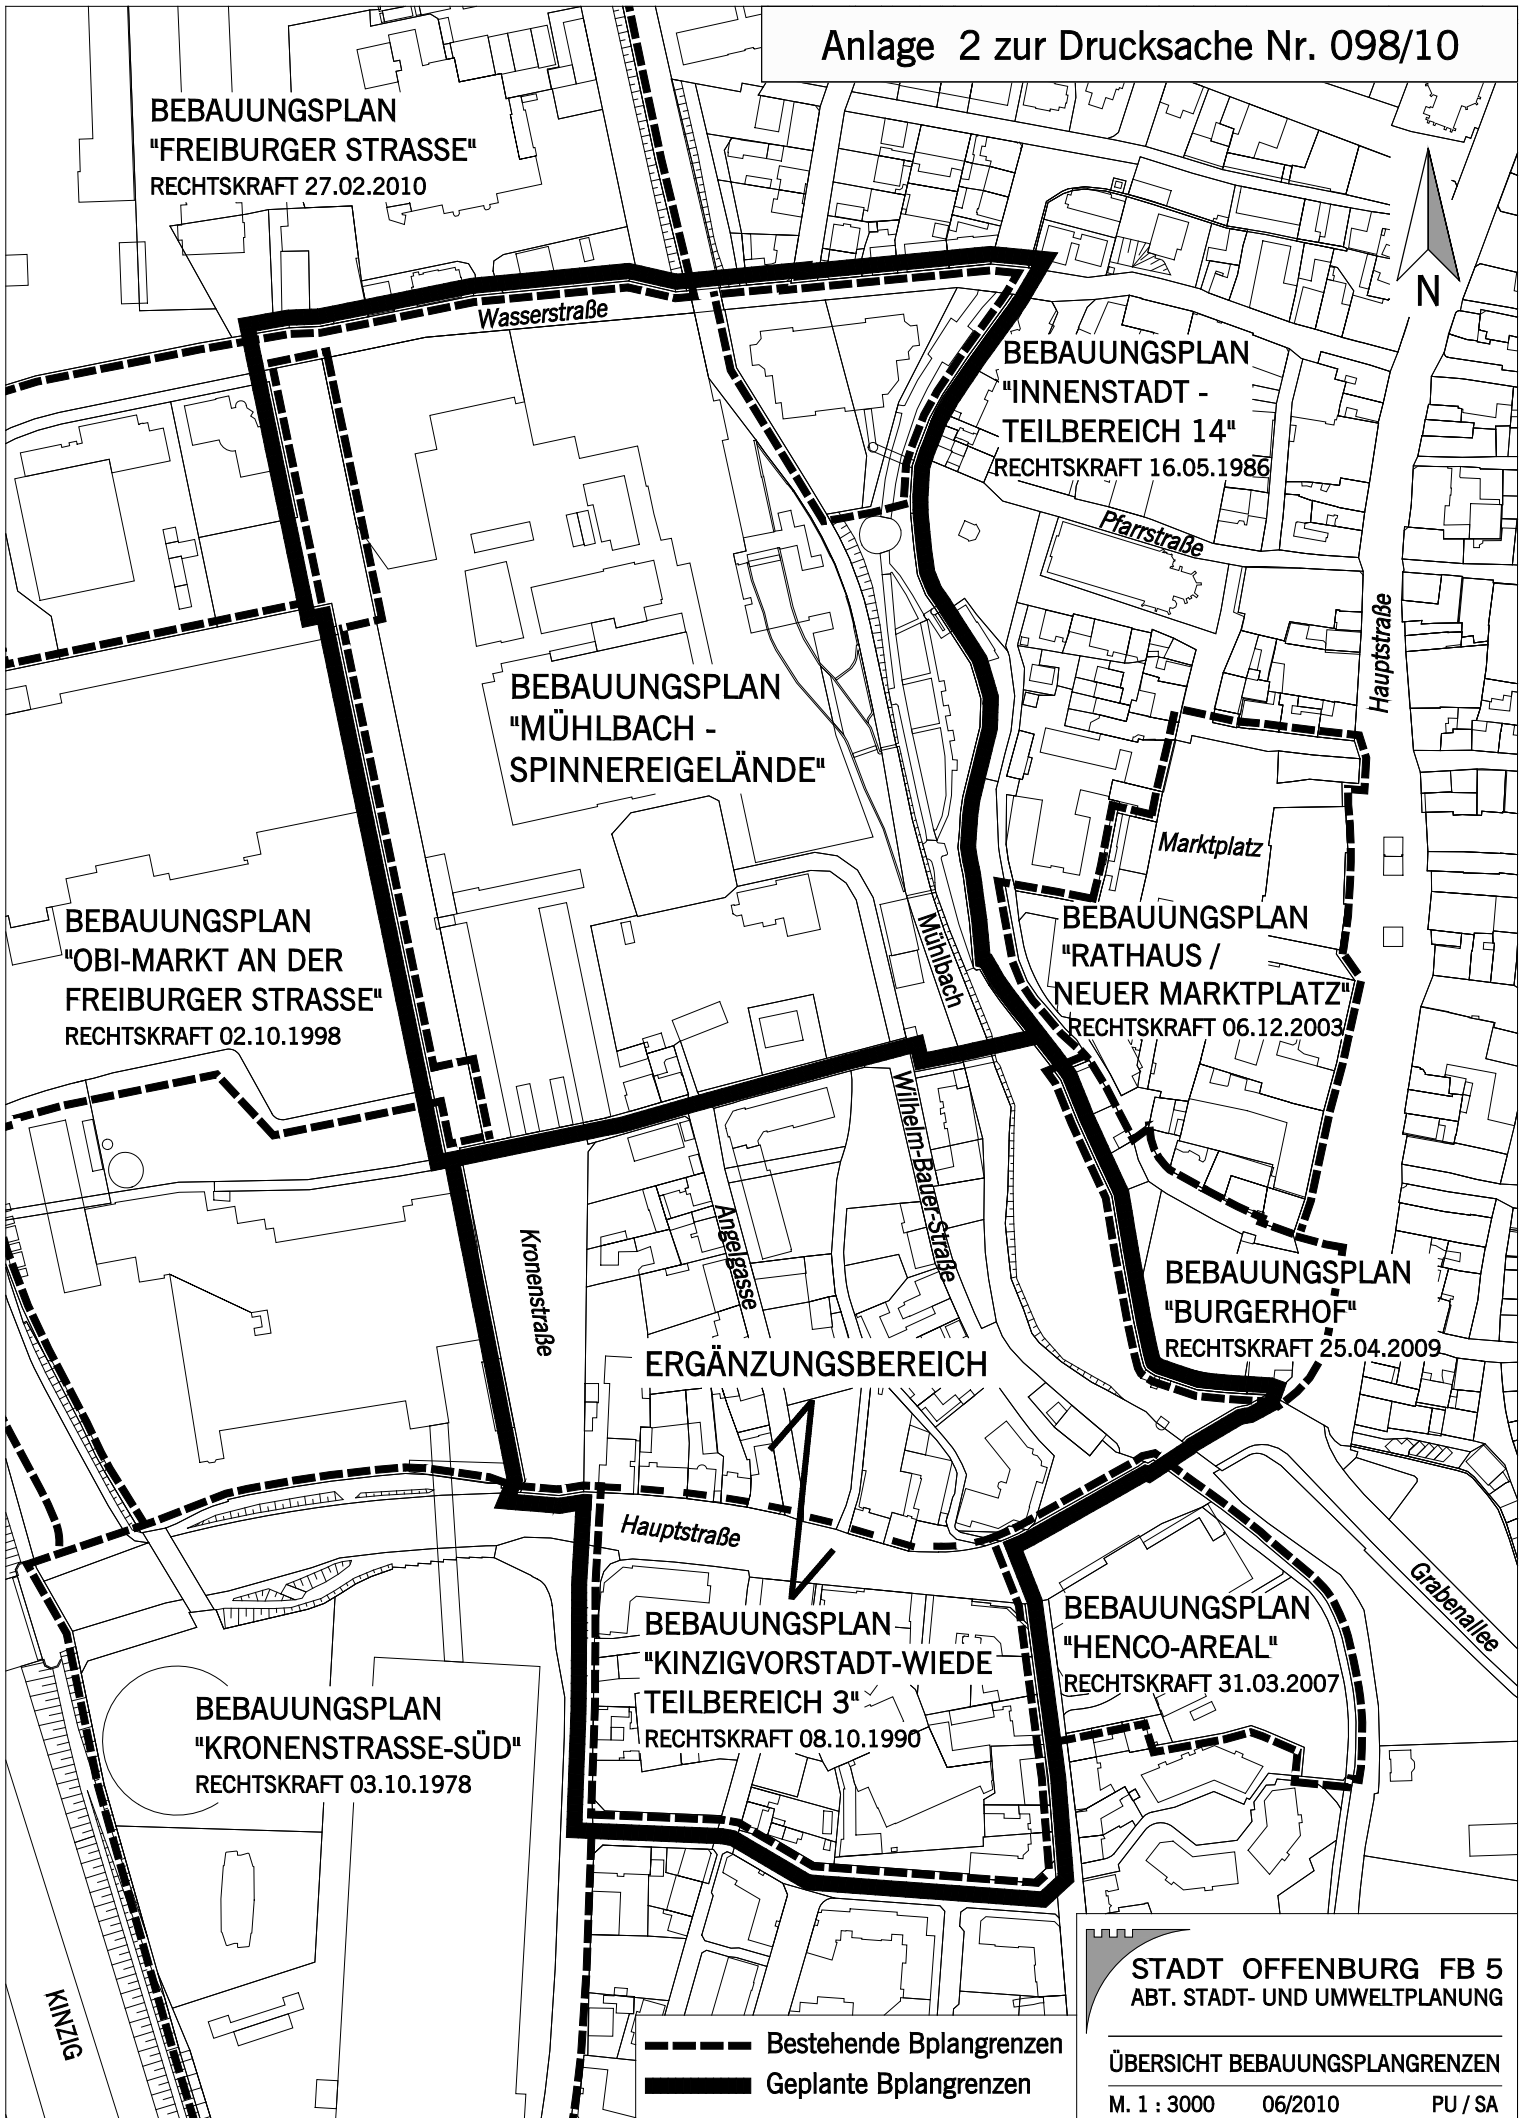 Anlage 2 zur Drucksache Nr. 098/10
BEBAUUNGSPLAN
"FREIBURGER STRASSE"
RECHTSKRAFT 27.02.2010
N
Wasserstraße
BEBAUUNGSPLAN
"INNENSTADT -
TEILBEREICH 14"
RECHTSKRAFT 16.05.1986
Pfarrstraße
Hauptstraße
BEBAUUNGSPLAN
"MÜHLBACH -
SPINNEREIGELÄNDE"
Marktplatz
BEBAUUNGSPLAN
"OBI-MARKT AN DER
FREIBURGER STRASSE"
RECHTSKRAFT 02.10.1998
Mühlbach
BEBAUUNGSPLAN
"RATHAUS /
NEUER MARKTPLATZ"
RECHTSKRAFT 06.12.2003
Wilhelm-Bauer-Straße
Angelgasse
Kronenstraße
BEBAUUNGSPLAN
"BURGERHOF"
RECHTSKRAFT 25.04.2009
ERGÄNZUNGSBEREICH
Hauptstraße
Grabenallee
BEBAUUNGSPLAN
"KINZIGVORSTADT-WIEDE
TEILBEREICH 3"
RECHTSKRAFT 08.10.1990
BEBAUUNGSPLAN
"HENCO-AREAL"
RECHTSKRAFT 31.03.2007
BEBAUUNGSPLAN
"KRONENSTRASSE-SÜD"
RECHTSKRAFT 03.10.1978
KINZIG
Bestehende Bplangrenzen
Geplante Bplangrenzen
STADT OFFENBURG FB 5
ABT. STADT- UND UMWELTPLANUNG
ÜBERSICHT BEBAUUNGSPLANGRENZEN
M. 1 : 3000 06/2010 PU / SA